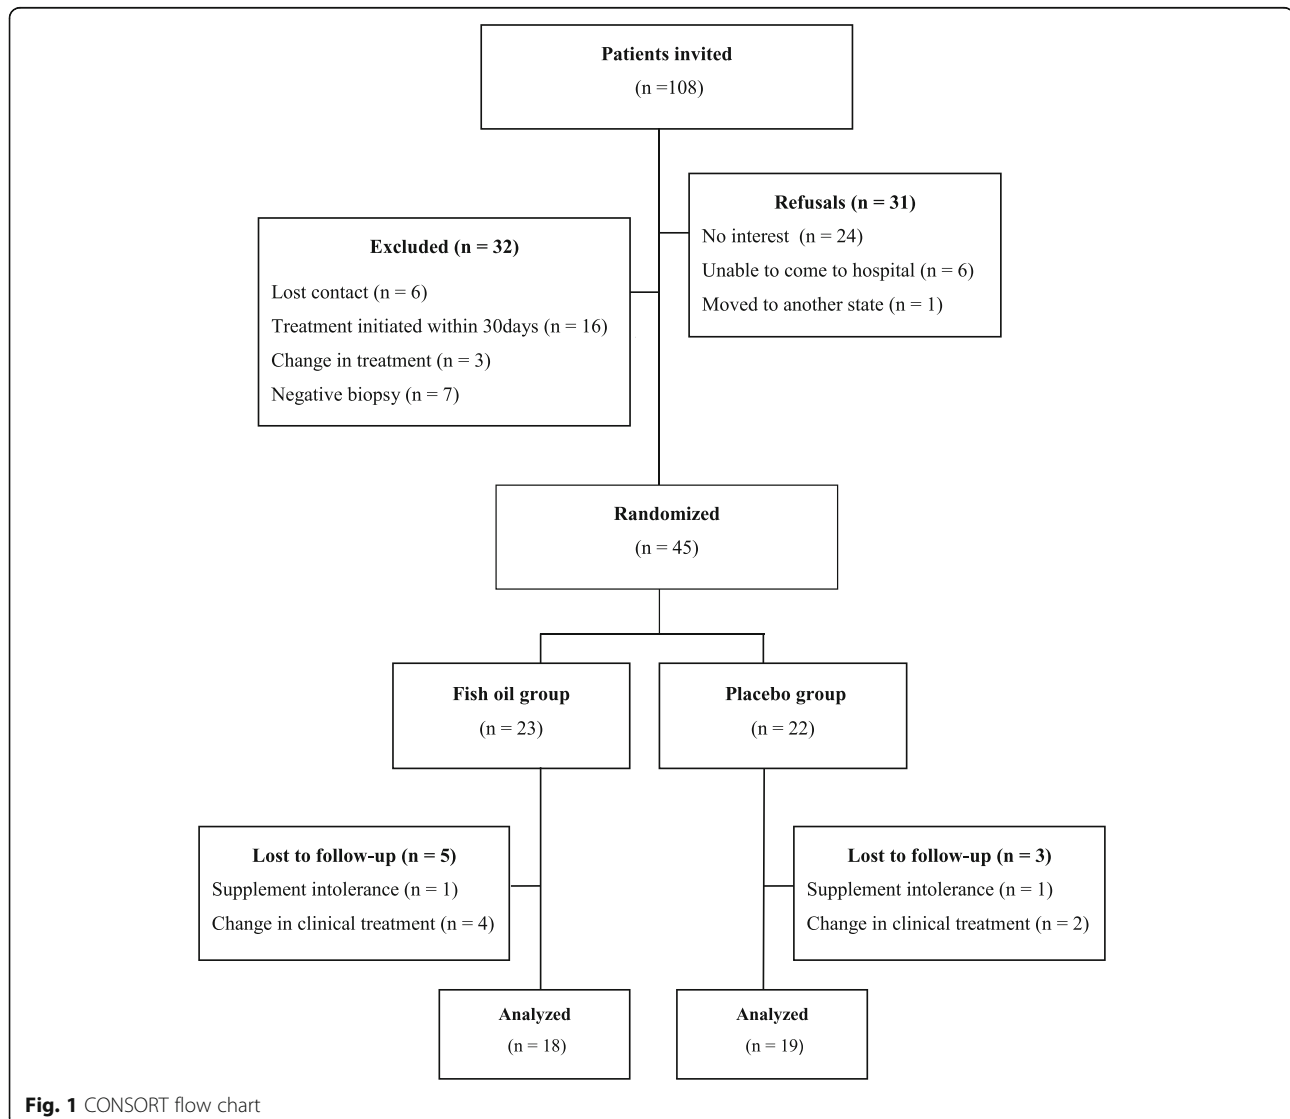 Patients invited
(n =108)
Refusals (n = 31)
No interest (n = 24)
Unable to come to hospital (n = 6)
Moved to another state (n = 1)
Excluded (n = 32)
Lost contact (n = 6)
Treatment initiated within 30days (n = 16)
Change in treatment (n = 3)
Negative biopsy (n = 7)
Randomized
(n = 45)
Fish oil group
(n = 23)
Placebo group
(n = 22)
Lost to follow-up (n = 5)
Supplement intolerance (n = 1)
Change in clinical treatment (n = 4)
Lost to follow-up (n = 3)
Supplement intolerance (n = 1)
Change in clinical treatment (n = 2)
Analyzed
(n = 18)
Analyzed
(n = 19)
Fig. 1 CONSORT flow chart